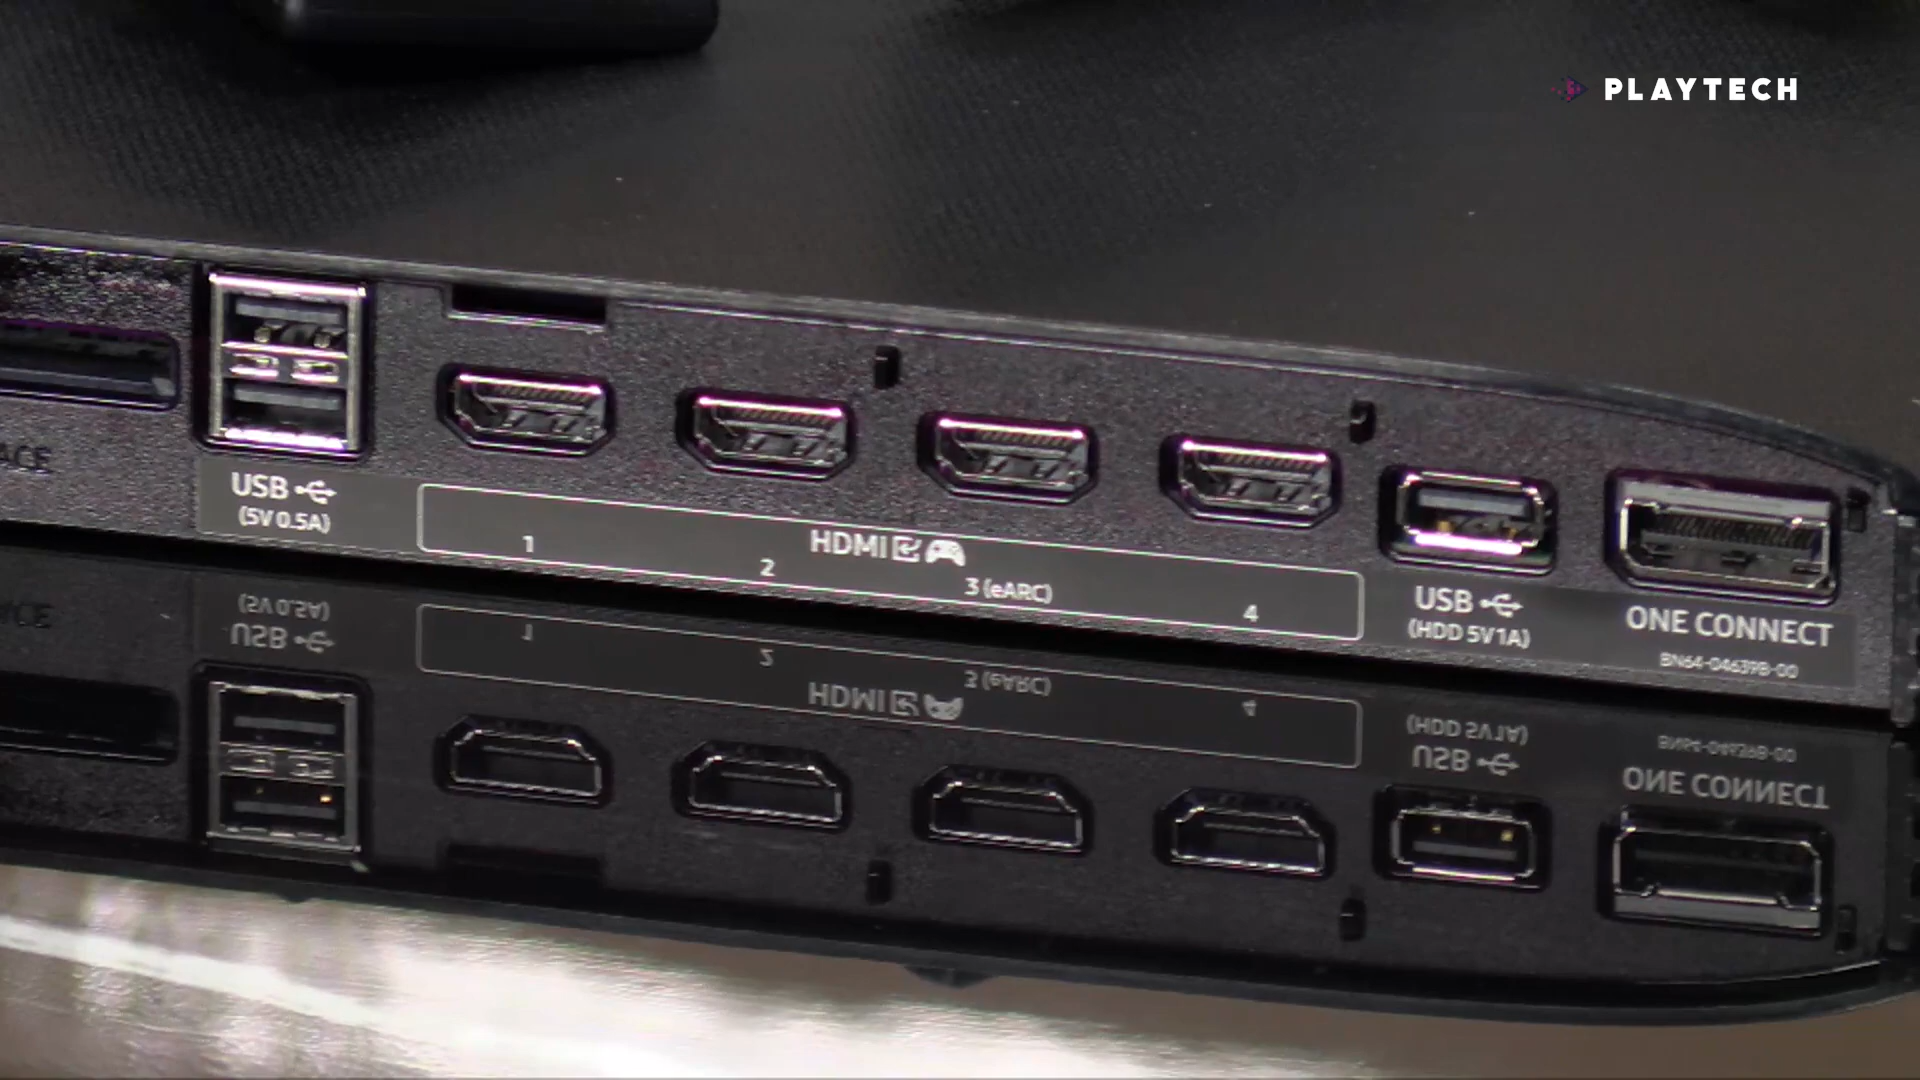 PLAYTECH
ACE
USB
(5V 0.5A)
HDMI
1
2
3 (eARC)
4
USB
(HDD 5V1A)
ONE CONNECT
BN64-04639B-00